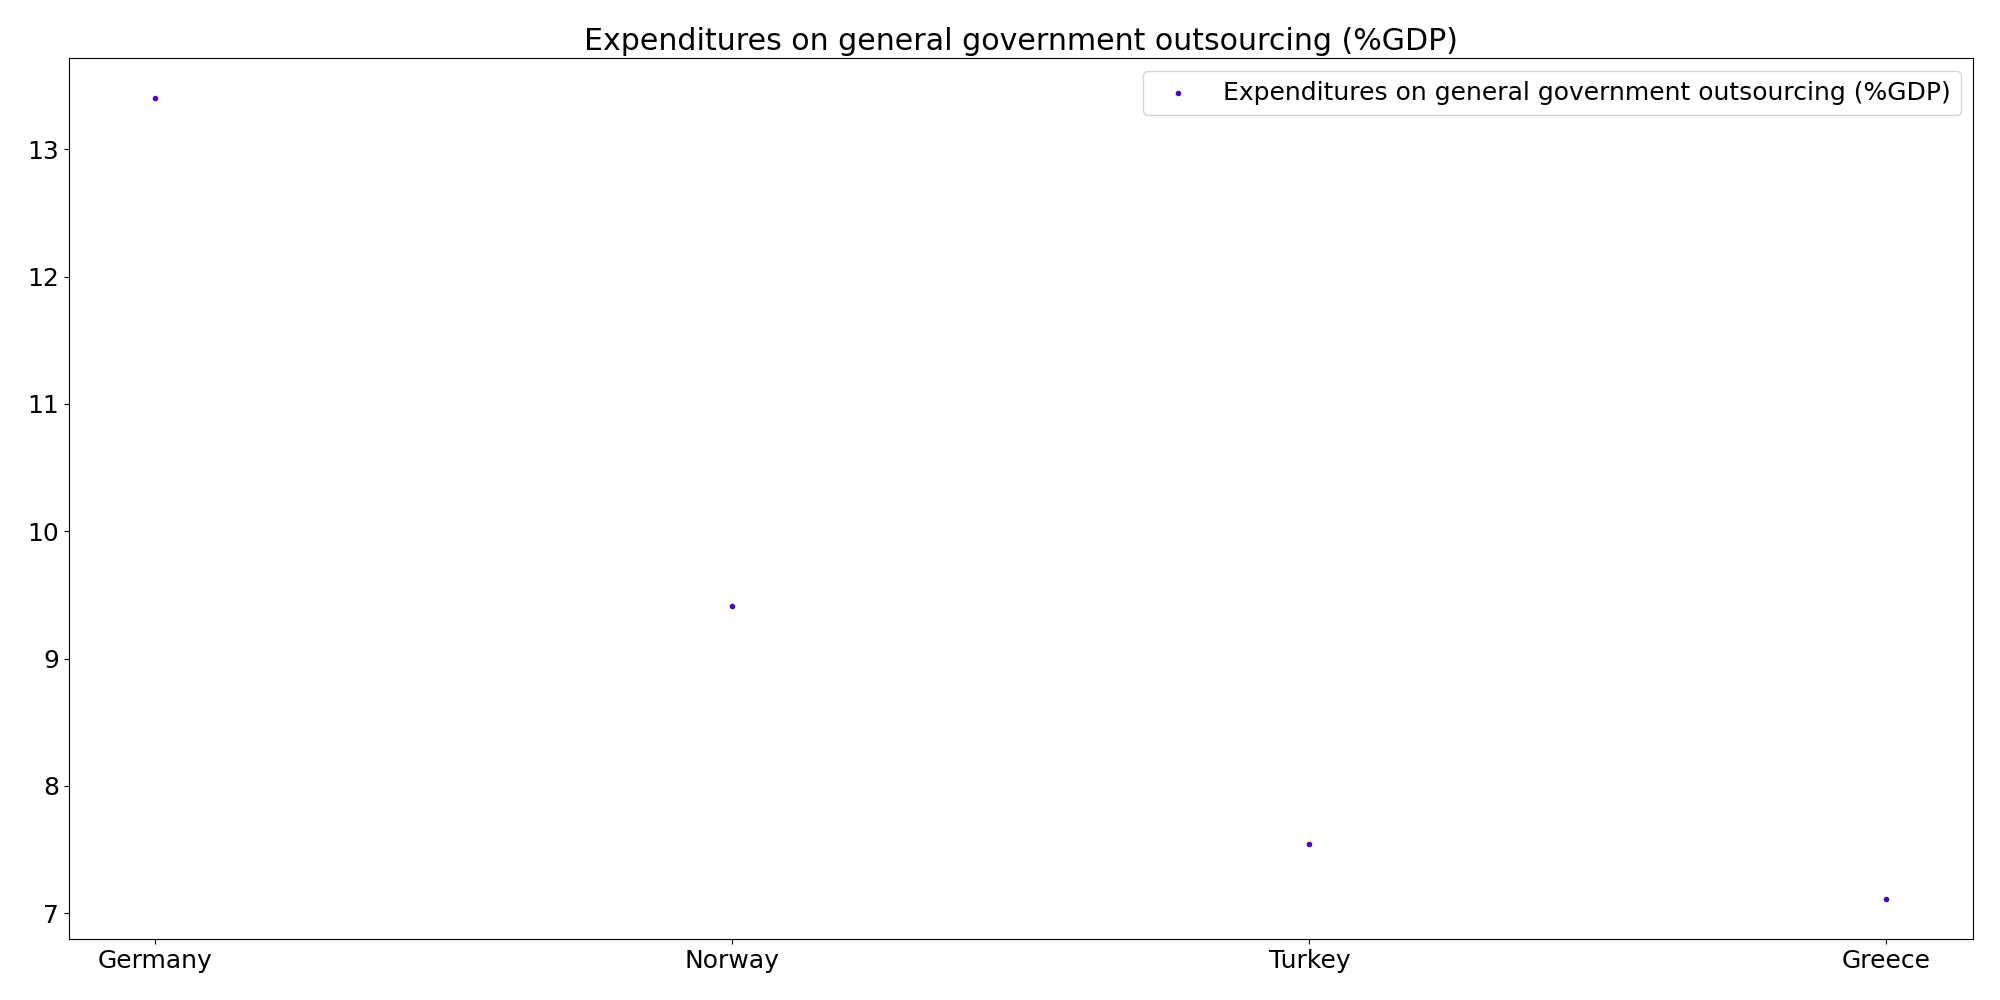 Expenditures on general government outsourcing (%GDP)
Expenditures on general government outsourcing (%GDP)
13
12
11
10
9
8
7
Germany Norway Turkey Greece